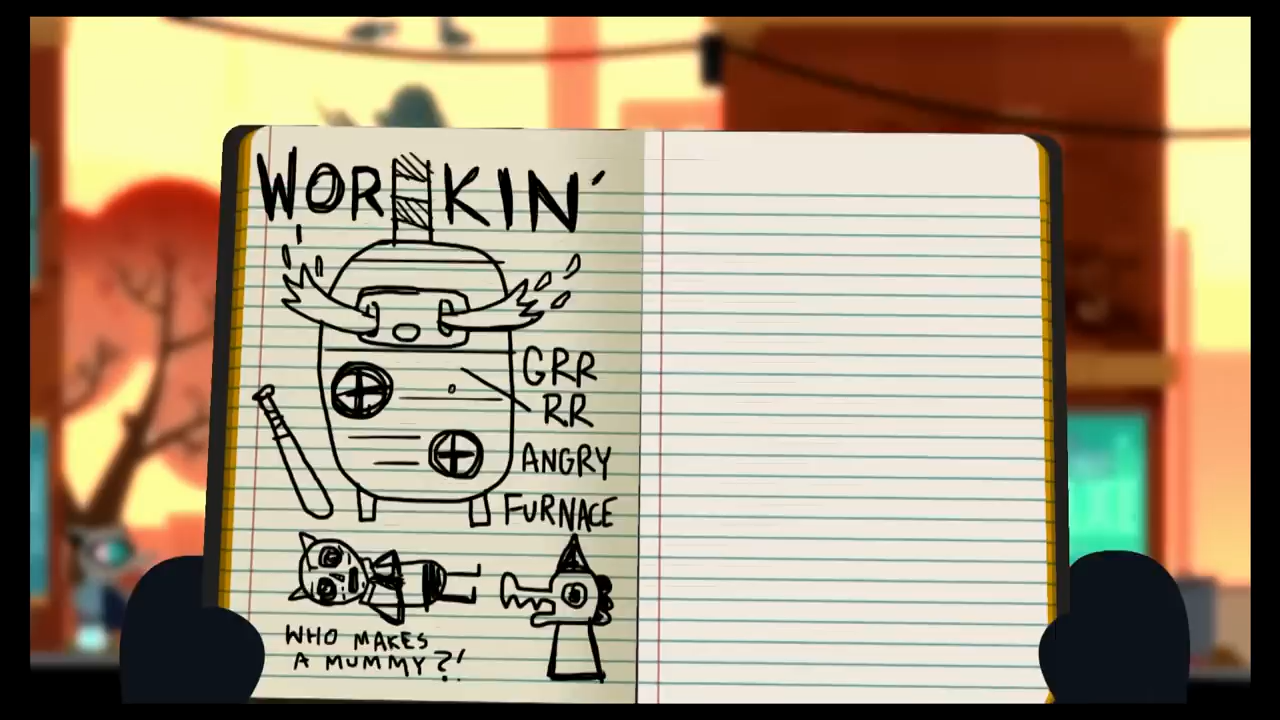 WORKIN'
GRR
RR
ANGRY
FURNACE
WHO MAKES
A MUMMY?!